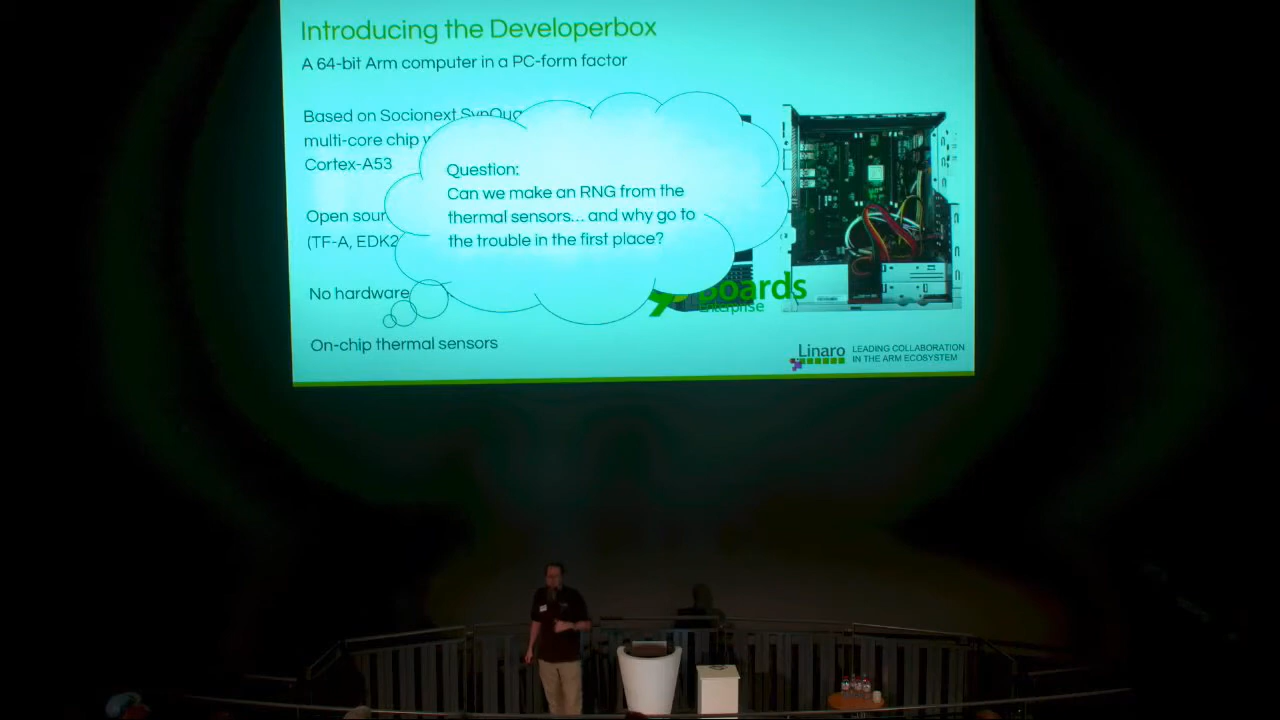 Introducing the Developerbox
A 64-bit Arm computer in a PC-form factor
Based on Socionext SynQua
multi-core chip
Cortex-A53
Open sour
(TF-A, EDK2
No hardware
On-chip thermal sensors
Question:
Can we make an RNG from the
thermal sensors... and why go to
the trouble in the first place?
Boards
Enterprise
Linaro
LEADING COLLABORATION
IN THE ARM ECOSYSTEM